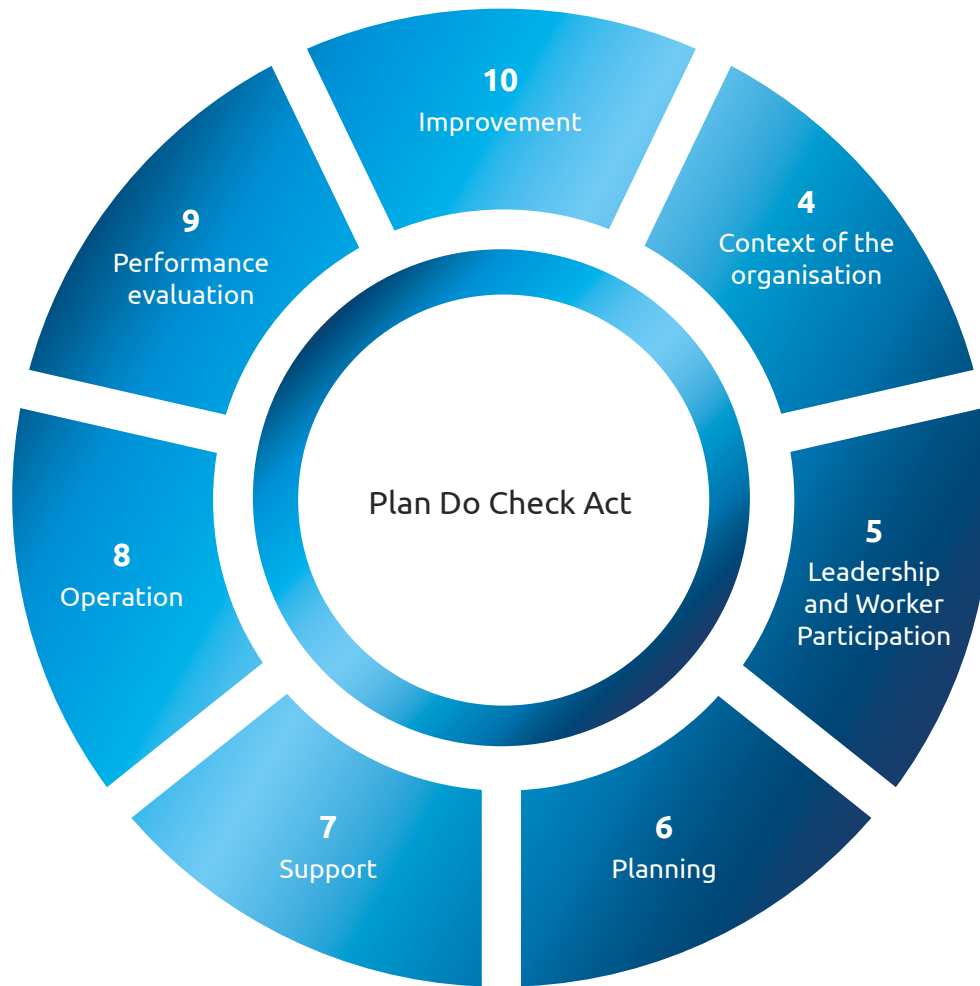 10
Improvement
4
Context of the
organisation
5
Leadership
and Worker
Participation
6
Planning
7
Support
8
Operation
9
Performance
evaluation
Plan Do Check Act